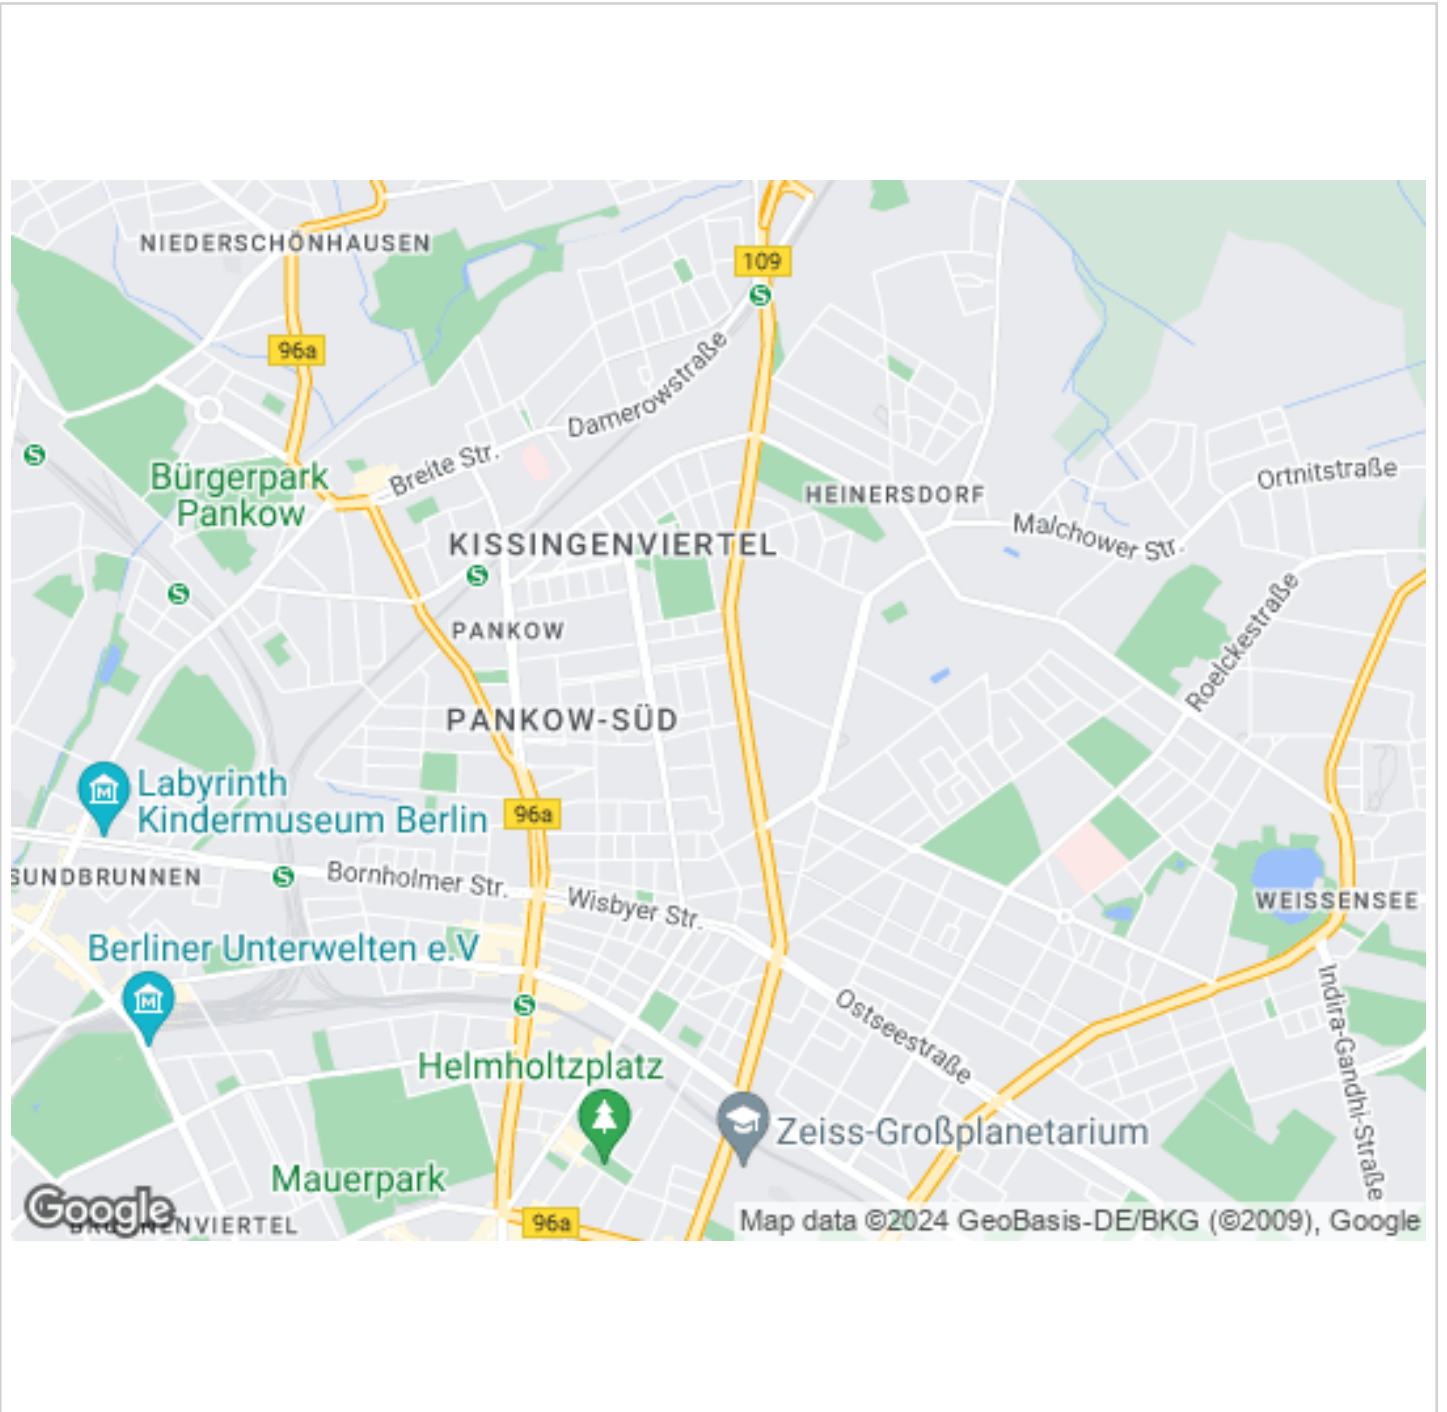 NIEDERSCHÖNHAUSEN
109
96a
Damerowstraße
Breite Str.
Bürgerpark
Pankow
HEINERSDORF
Ortnitstraße
Malchower Str.
KISSINGENVIERTEL
Roelckestraße
PANKOW
PANKOW-SÜD
Labyrinth
Kindermuseum Berlin
96a
SUNDBRUNNEN
Bornholmer Str.
Wisbyer Str.
WEISSENSEE
Berliner Unterwelten e.V
Ostseestraße
Indira-Gandhi-Straße
Helmholtzplatz
Zeiss-Großplanetarium
Mauerpark
Google
BRUNNENVIERTEL
96a
Map data ©2024 GeoBasis-DE/BKG (©2009), Google
S
S
S
S
S
S